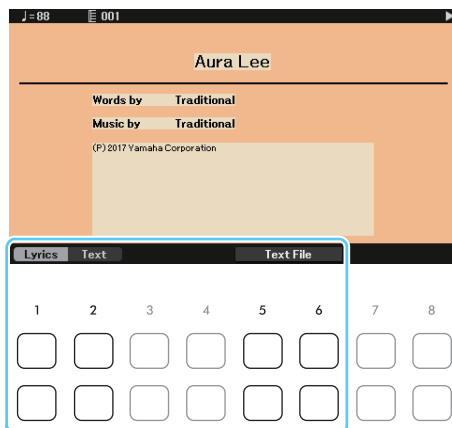 ♩=88 001
Aura Lee
Words by Traditional
Music by Traditional
(P) 2017 Yamaha Corporation
Lyrics Text Text File
1 2 3 4 5 6 7 8